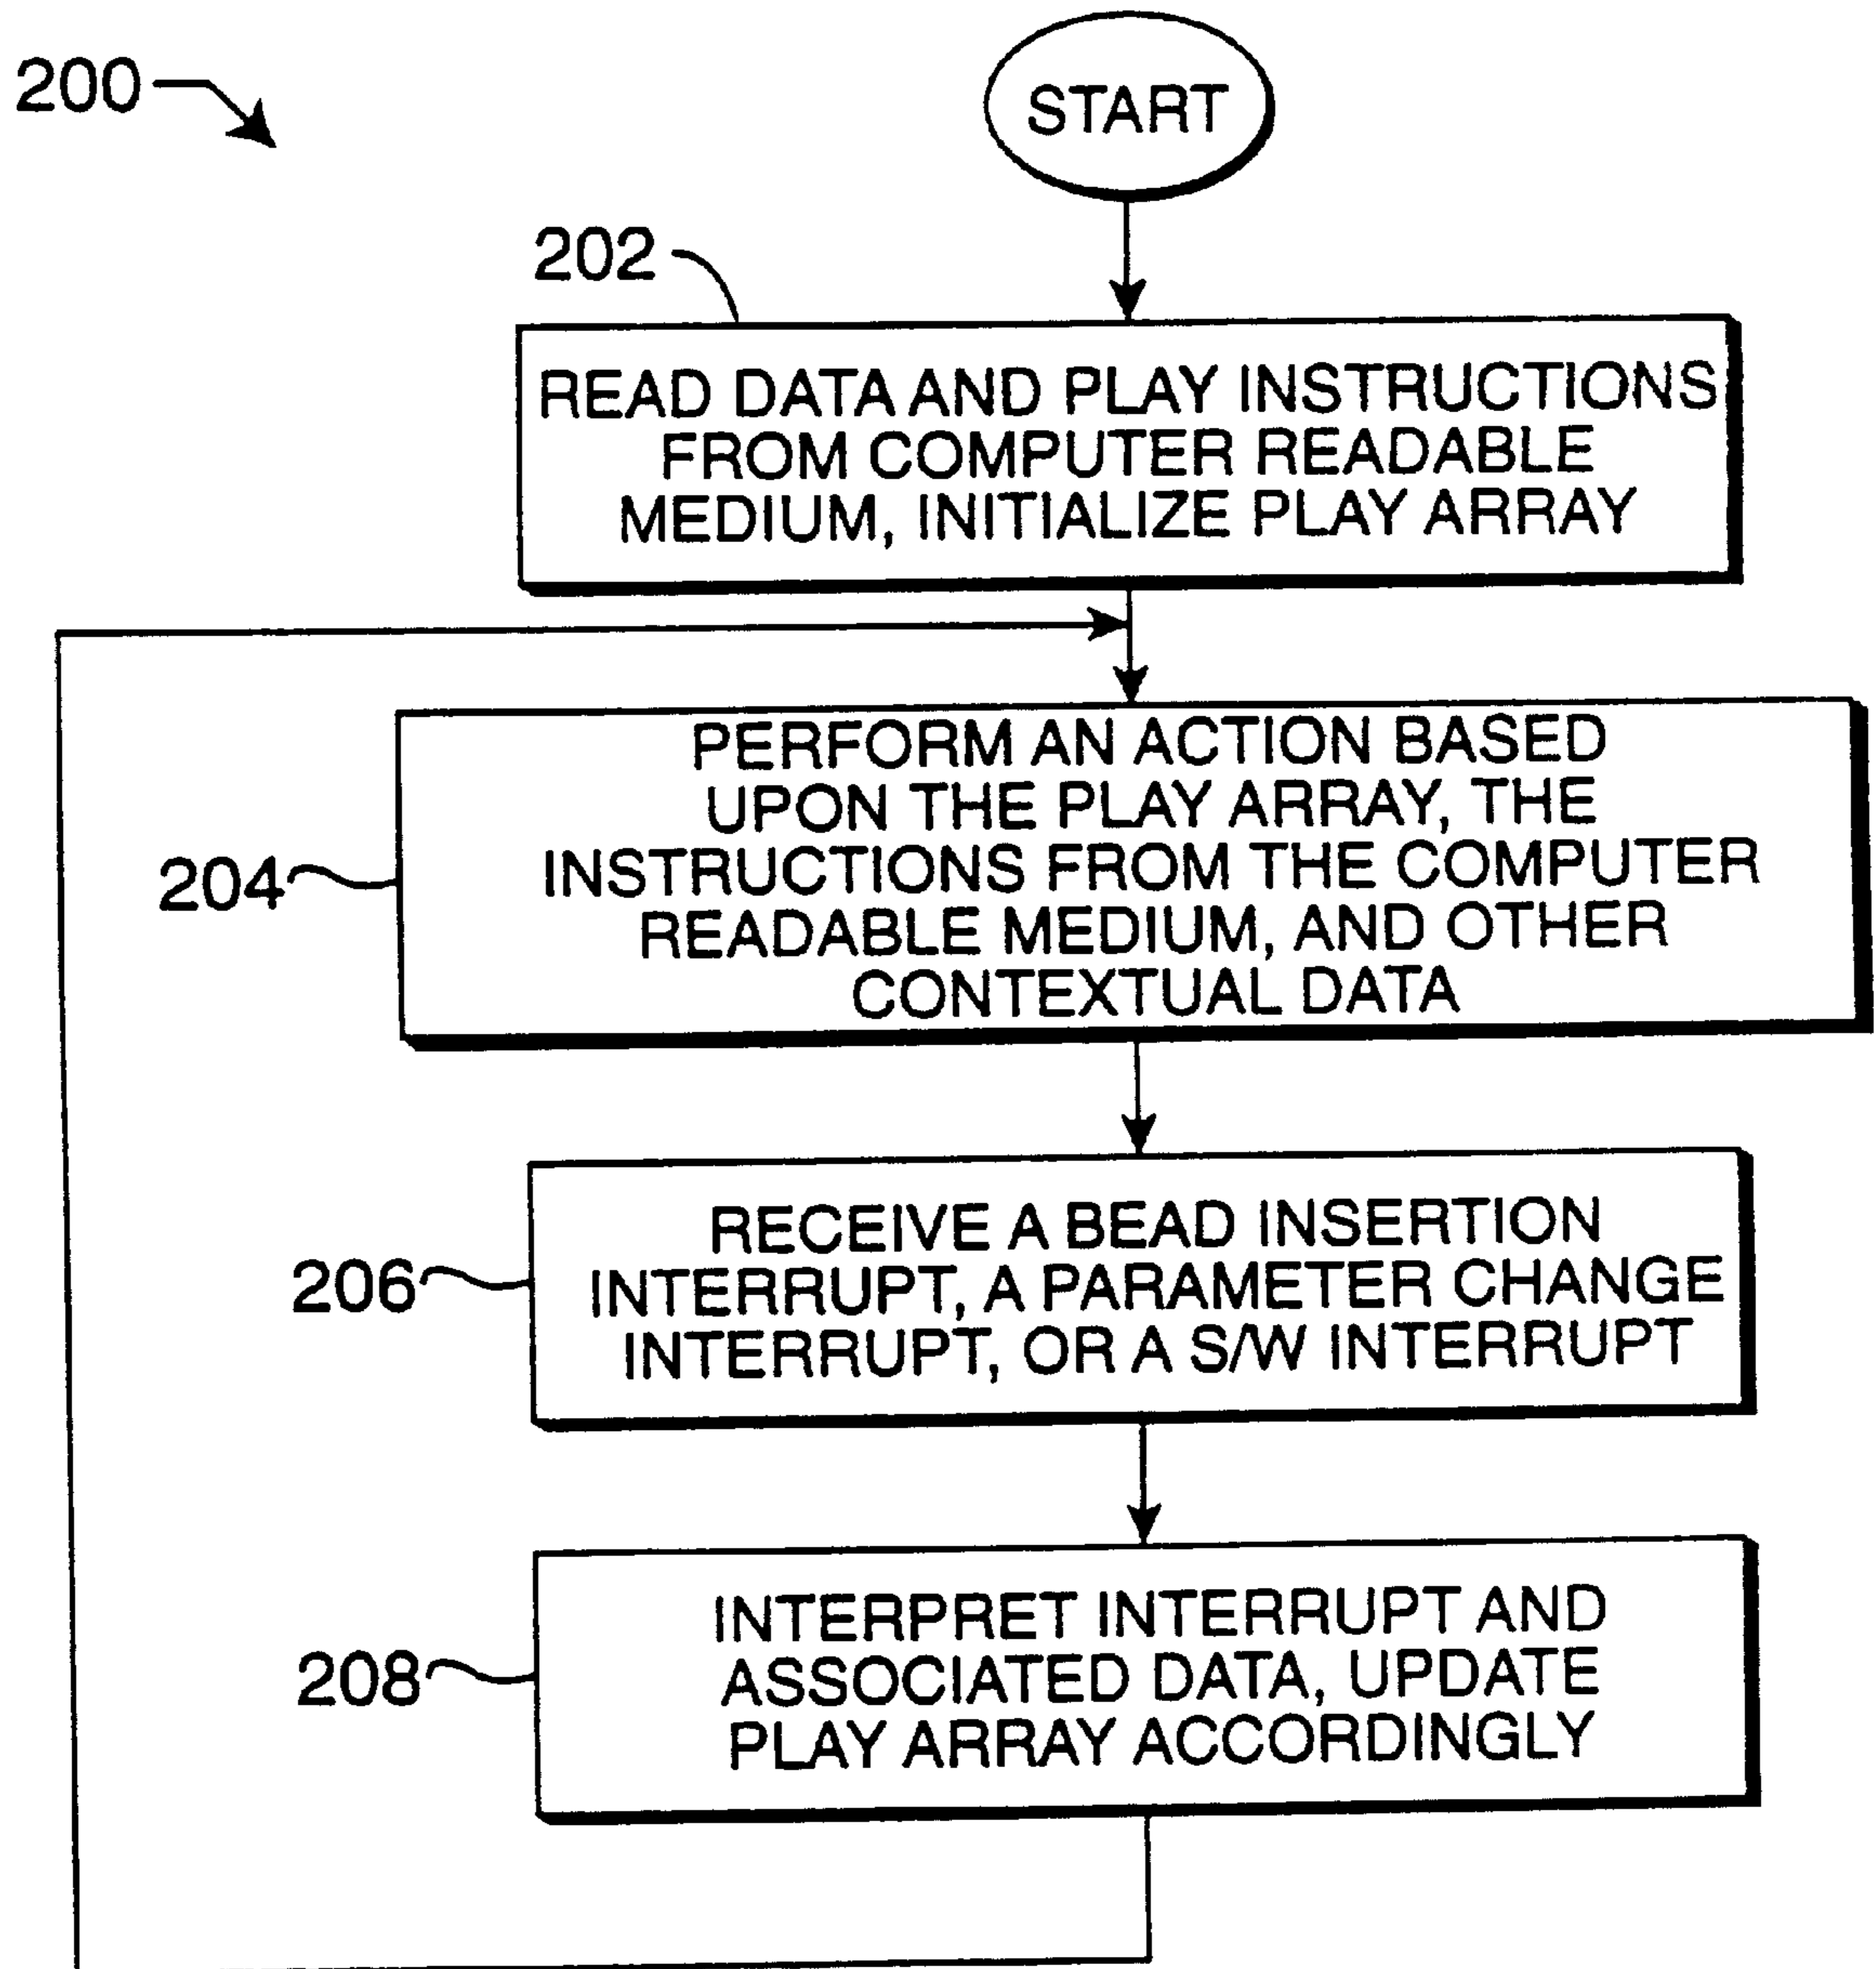 200
START
202
READ DATA AND PLAY INSTRUCTIONS
FROM COMPUTER READABLE
MEDIUM, INITIALIZE PLAY ARRAY
204
PERFORM AN ACTION BASED
UPON THE PLAY ARRAY, THE
INSTRUCTIONS FROM THE COMPUTER
READABLE MEDIUM, AND OTHER
CONTEXTUAL DATA
206
RECEIVE A BEAD INSERTION
INTERRUPT, A PARAMETER CHANGE
INTERRUPT, OR A S/W INTERRUPT
208
INTERPRET INTERRUPT AND
ASSOCIATED DATA, UPDATE
PLAY ARRAY ACCORDINGLY